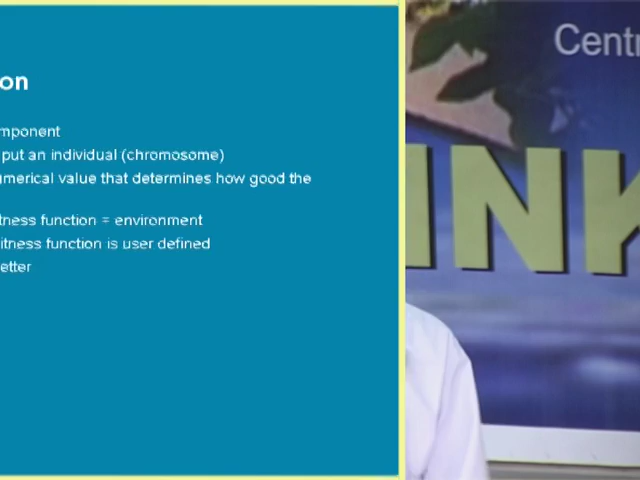 on
mponent
put an individual (chromosome)
umerical value that determines how good the
tness function = environment
itness function is user defined
etter
Centr
INK